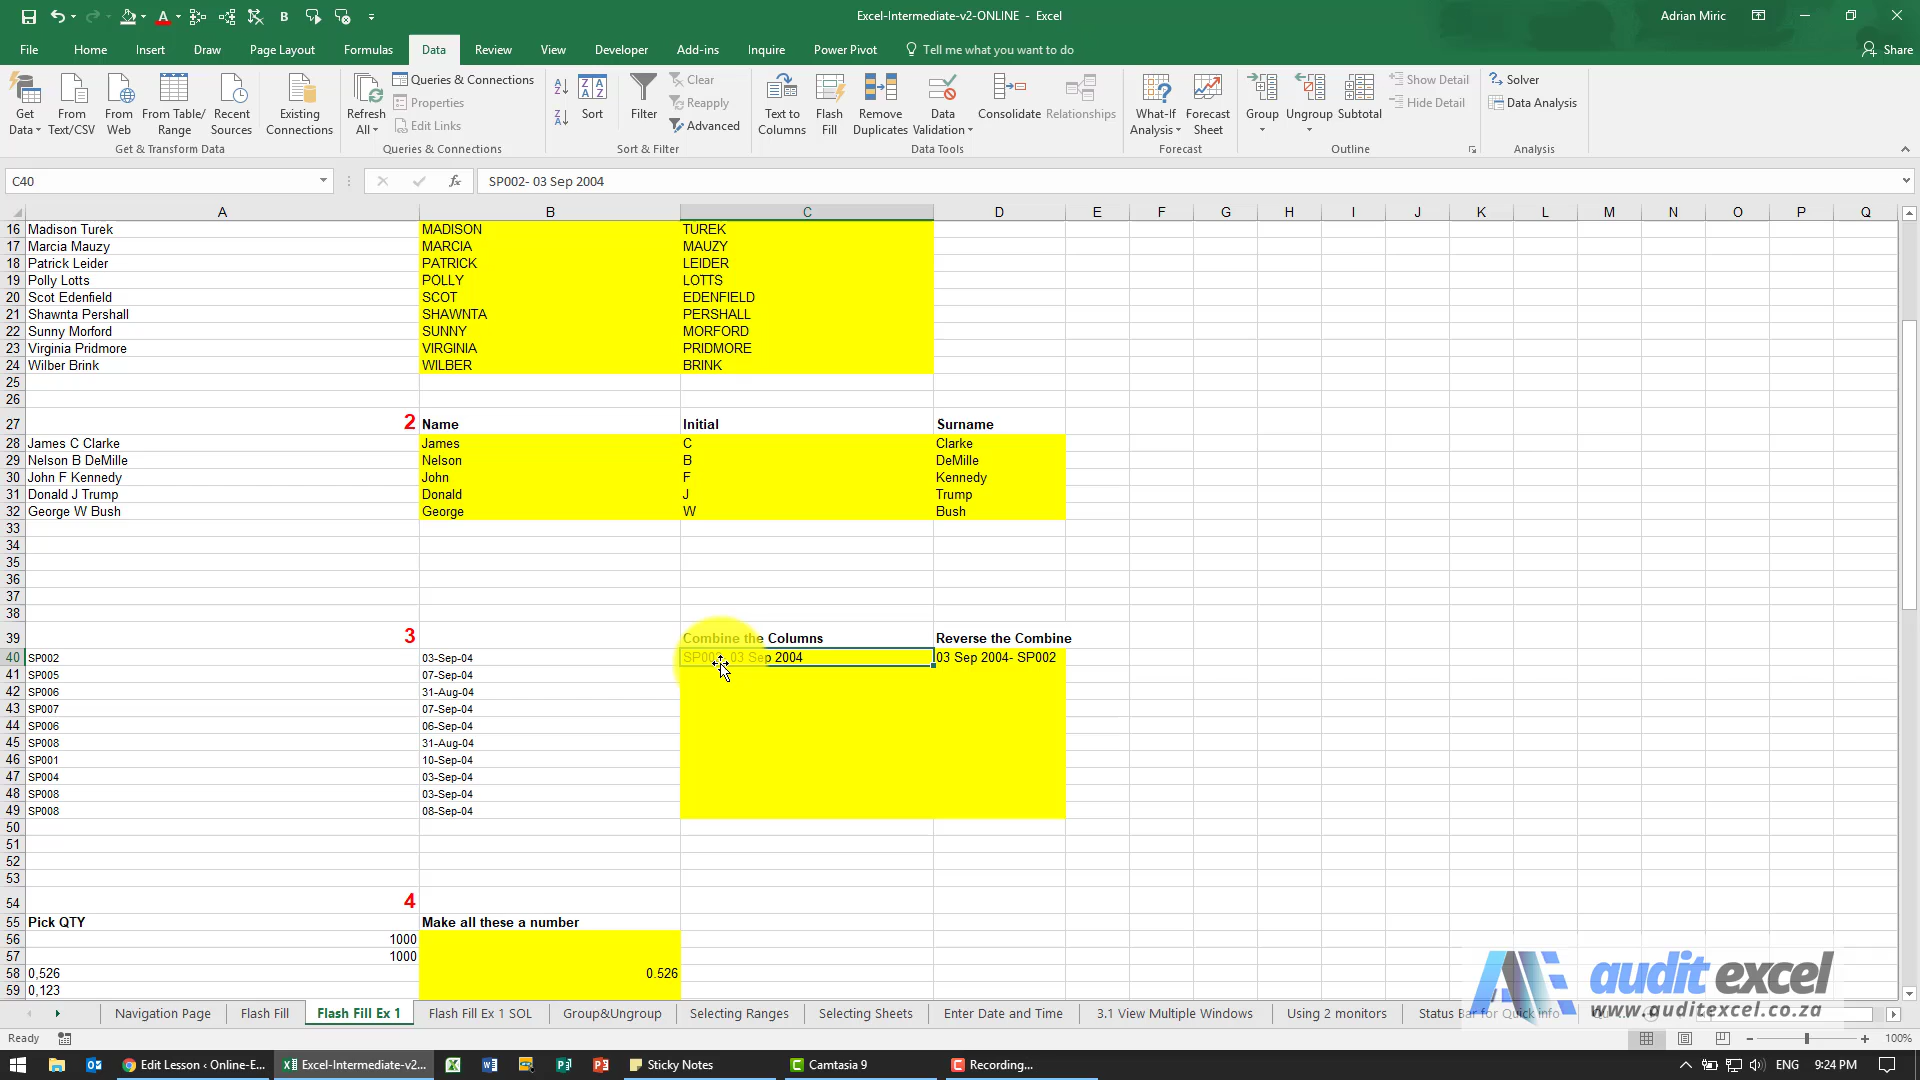 Excel-Intermediate-v2-ONLINE - Excel
Adrian Miric
File Home Insert Draw Page Layout Formulas Data Review View Developer Add-ins Inquire Power Pivot Tell me what you want to do Share
Get Data
From Text/CSV
From Web
From Table/ Range
Recent Sources
Existing Connections
Get & Transform Data
Refresh All
Queries & Connections
Properties
Edit Links
Queries & Connections
Sort
Filter
Clear
Reapply
Advanced
Sort & Filter
Text to Columns
Flash Fill
Remove Duplicates
Data Validation
Consolidate
Relationships
Data Tools
What-If Analysis
Forecast Sheet
Forecast
Group
Ungroup
Subtotal
Show Detail
Hide Detail
Outline
Solver
Data Analysis
Analysis
C40
fx
SP002- 03 Sep 2004
A B C D E F G H I J K L M N O P Q
16 Madison Turek MADISON TUREK
17 Marcia Mauzy MARCIA MAUZY
18 Patrick Leider PATRICK LEIDER
19 Polly Lotts POLLY LOTTS
20 Scot Edenfield SCOT EDENFIELD
21 Shawnta Pershall SHAWNTA PERSHALL
22 Sunny Morford SUNNY MORFORD
23 Virginia Pridmore VIRGINIA PRIDMORE
24 Wilber Brink WILBER BRINK
25
26
27 2 Name Initial Surname
28 James C Clarke James C Clarke
29 Nelson B DeMille Nelson B DeMille
30 John F Kennedy John F Kennedy
31 Donald J Trump Donald J Trump
32 George W Bush George W Bush
33
34
35
36
37
38
39 3 Combine the Columns Reverse the Combine
40 SP002 03-Sep-04 SP002- 03 Sep 2004 03 Sep 2004- SP002
41 SP005 07-Sep-04
42 SP006 31-Aug-04
43 SP007 07-Sep-04
44 SP006 06-Sep-04
45 SP008 31-Aug-04
46 SP001 10-Sep-04
47 SP004 03-Sep-04
48 SP008 03-Sep-04
49 SP008 08-Sep-04
50
51
52
53
54 4
55 Pick QTY Make all these a number
56 1000
57 1000
58 0,526 0.526
59 0,123
audit excel
www.auditexcel.co.za
Navigation Page Flash Fill Flash Fill Ex 1 Flash Fill Ex 1 SOL Group&Ungroup Selecting Ranges Selecting Sheets Enter Date and Time 3.1 View Multiple Windows Using 2 monitors Status Bar for Quick info
Ready
100%
Edit Lesson ‹ Online-E...
Excel-Intermediate-v2...
Sticky Notes
Camtasia 9
Recording...
ENG
9:24 PM